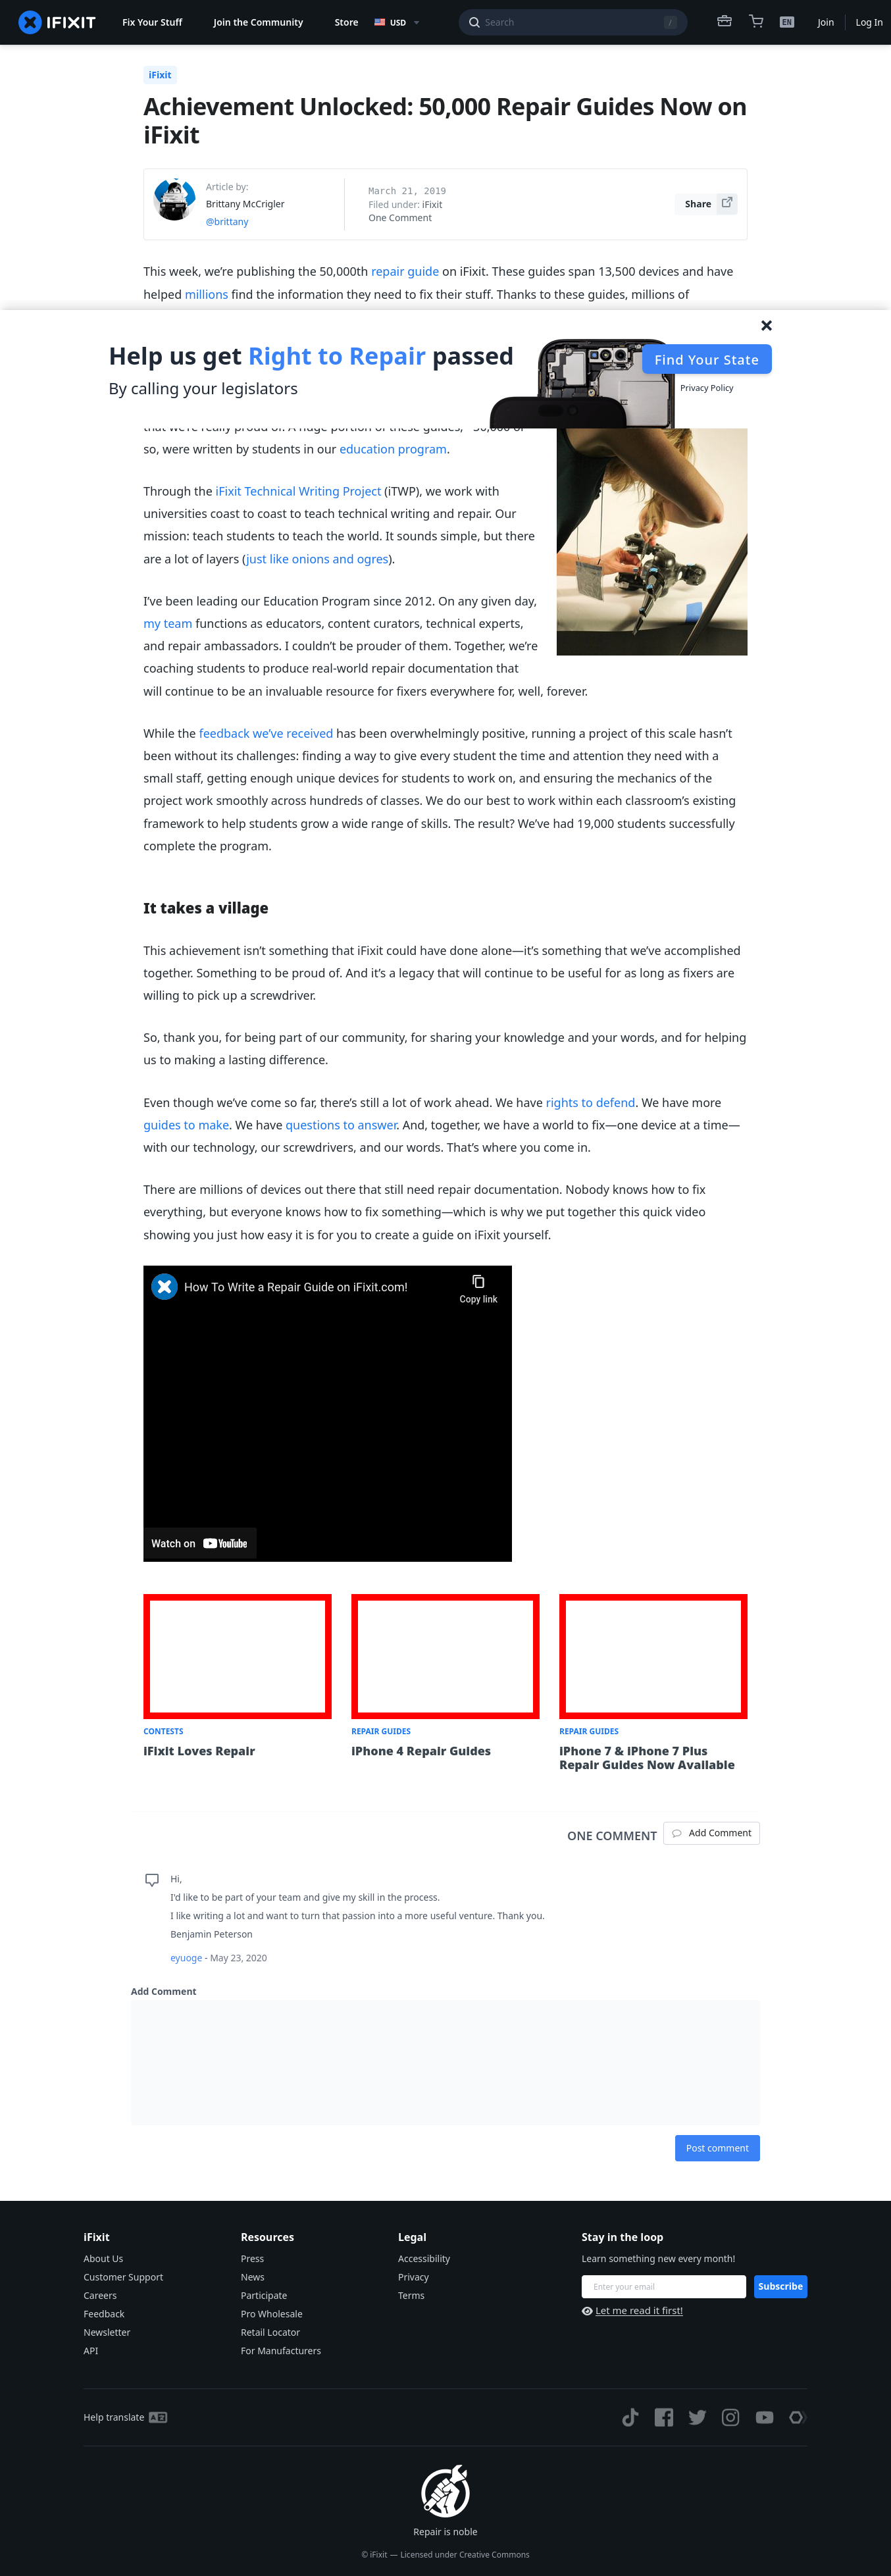 IFIXIT
Fix Your Stuff
Join the Community
Store
USD
Search
/
EN
Join
Log In
iFixit
Achievement Unlocked: 50,000 Repair Guides Now on
iFixit
Article by:
Brittany McCrigler
@brittany
March 21, 2019
Filed under: iFixit
One Comment
Share
This week, we’re publishing the 50,000th repair guide on iFixit. These guides span 13,500 devices and have
helped millions find the information they need to fix their stuff. Thanks to these guides, millions of
Help us get Right to Repair passed
By calling your legislators
Find Your State
Privacy Policy
so, were written by students in our education program.
Through the iFixit Technical Writing Project (iTWP), we work with
universities coast to coast to teach technical writing and repair. Our
mission: teach students to teach the world. It sounds simple, but there
are a lot of layers (just like onions and ogres).
I’ve been leading our Education Program since 2012. On any given day,
my team functions as educators, content curators, technical experts,
and repair ambassadors. I couldn’t be prouder of them. Together, we’re
coaching students to produce real-world repair documentation that
will continue to be an invaluable resource for fixers everywhere for, well, forever.
While the feedback we’ve received has been overwhelmingly positive, running a project of this scale hasn’t
been without its challenges: finding a way to give every student the time and attention they need with a
small staff, getting enough unique devices for students to work on, and ensuring the mechanics of the
project work smoothly across hundreds of classes. We do our best to work within each classroom’s existing
framework to help students grow a wide range of skills. The result? We’ve had 19,000 students successfully
complete the program.
It takes a village
This achievement isn’t something that iFixit could have done alone—it’s something that we’ve accomplished
together. Something to be proud of. And it’s a legacy that will continue to be useful for as long as fixers are
willing to pick up a screwdriver.
So, thank you, for being part of our community, for sharing your knowledge and your words, and for helping
us to making a lasting difference.
Even though we’ve come so far, there’s still a lot of work ahead. We have rights to defend. We have more
guides to make. We have questions to answer. And, together, we have a world to fix—one device at a time—
with our technology, our screwdrivers, and our words. That’s where you come in.
There are millions of devices out there that still need repair documentation. Nobody knows how to fix
everything, but everyone knows how to fix something—which is why we put together this quick video
showing you just how easy it is for you to create a guide on iFixit yourself.
How To Write a Repair Guide on iFixit.com!
Copy link
Watch on YouTube
CONTESTS
iFixit Loves Repair
REPAIR GUIDES
iPhone 4 Repair Guides
REPAIR GUIDES
iPhone 7 & iPhone 7 Plus
Repair Guides Now Available
ONE COMMENT
Add Comment
Hi,
I’d like to be part of your team and give my skill in the process.
I like writing a lot and want to turn that passion into a more useful venture. Thank you.
Benjamin Peterson
eyuoge - May 23, 2020
Add Comment
Post comment
iFixit
About Us
Customer Support
Careers
Feedback
Newsletter
API
Resources
Press
News
Participate
Pro Wholesale
Retail Locator
For Manufacturers
Legal
Accessibility
Privacy
Terms
Stay in the loop
Learn something new every month!
Enter your email
Subscribe
Let me read it first!
Help translate
Repair is noble
© iFixit — Licensed under Creative Commons